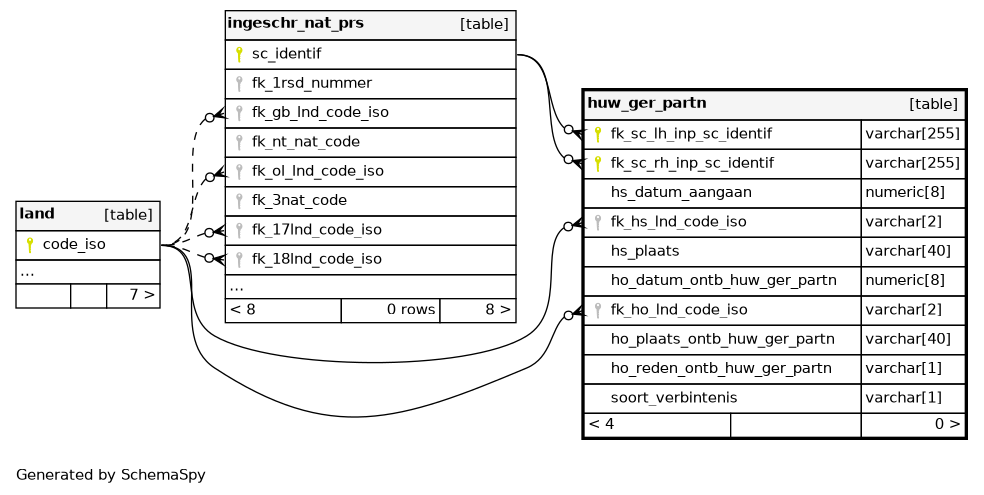 ingeschr_nat_prs [table]
sc_identif
fk_1rsd_nummer
fk_gb_lnd_code_iso
fk_nt_nat_code
fk_ol_lnd_code_iso
fk_3nat_code
fk_17lnd_code_iso
fk_18lnd_code_iso
...
< 8 0 rows 8 >
huw_ger_partn [table]
fk_sc_lh_inp_sc_identif varchar[255]
fk_sc_rh_inp_sc_identif varchar[255]
hs_datum_aangaan numeric[8]
fk_hs_lnd_code_iso varchar[2]
hs_plaats varchar[40]
ho_datum_ontb_huw_ger_partn numeric[8]
fk_ho_lnd_code_iso varchar[2]
ho_plaats_ontb_huw_ger_partn varchar[40]
ho_reden_ontb_huw_ger_partn varchar[1]
soort_verbintenis varchar[1]
< 4 0 >
land [table]
code_iso
...
7 >
Generated by SchemaSpy